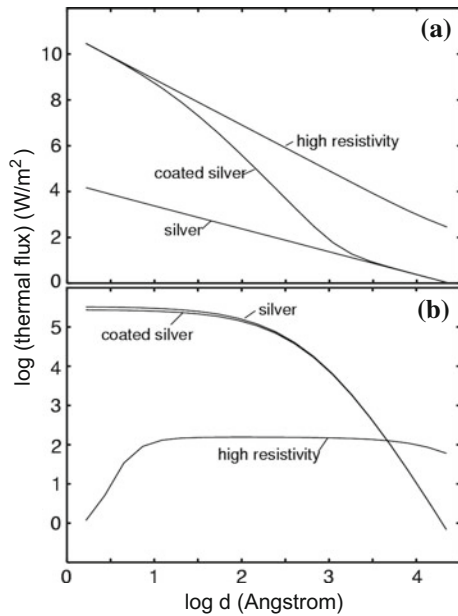 (a)
10
8
6
4
2
0
high resistivity
coated silver
silver
log (thermal flux) (W/m²)
(b)
5
4
3
2
1
0
silver
coated silver
high resistivity
0 1 2 3 4
log d (Angstrom)